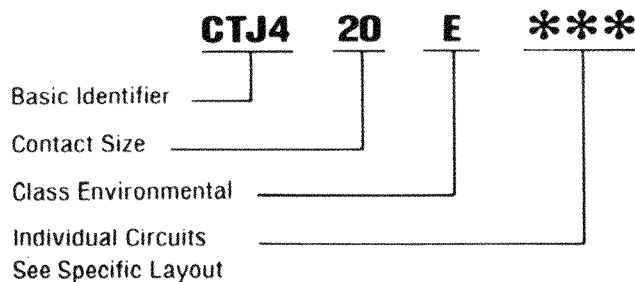 CTJ4 20 E ***
Basic Identifier
Contact Size
Class Environmental
Individual Circuits
See Specific Layout